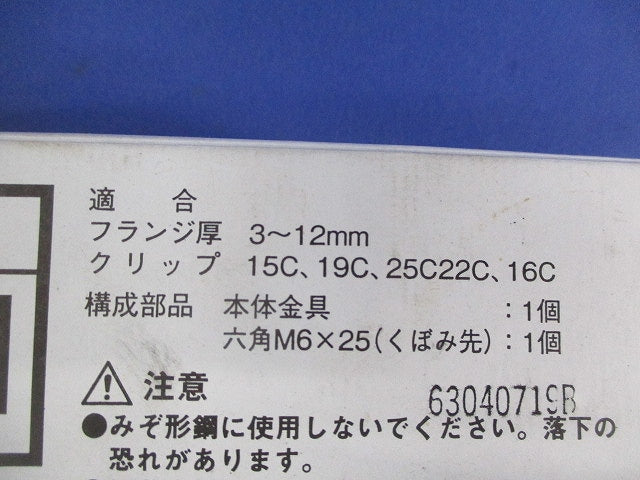 適　合
フランジ厚　3～12mm
クリップ　15C、19C、25C22C、16C
構成部品　本体金具　：1個
六角M6×25（くぼみ先）：1個
注意
63040719B
●みぞ形鋼に使用しないでください。落下の
恐れがあります。